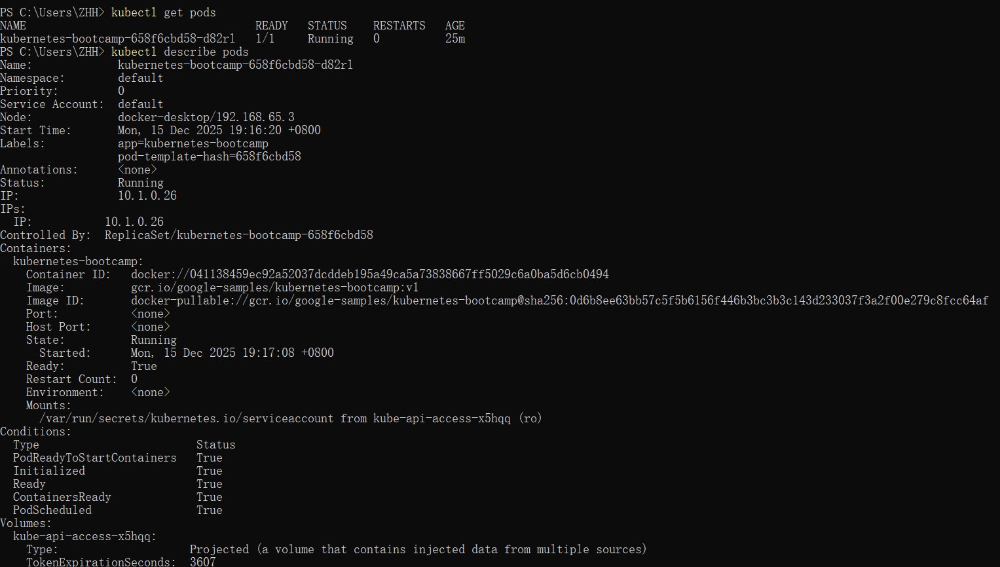 PS C:\Users\ZHH> kubectl get pods
NAME                                   READY   STATUS    RESTARTS   AGE
kubernetes-bootcamp-658f6cbd58-d82rl   1/1     Running   0          25m
PS C:\Users\ZHH> kubectl describe pods
Name:             kubernetes-bootcamp-658f6cbd58-d82rl
Namespace:        default
Priority:         0
Service Account:  default
Node:             docker-desktop/192.168.65.3
Start Time:       Mon, 15 Dec 2025 19:16:20 +0800
Labels:           app=kubernetes-bootcamp
                  pod-template-hash=658f6cbd58
Annotations:      <none>
Status:           Running
IP:               10.1.0.26
IPs:
  IP:           10.1.0.26
Controlled By:  ReplicaSet/kubernetes-bootcamp-658f6cbd58
Containers:
  kubernetes-bootcamp:
    Container ID:   docker://041138459ec92a52037dcddeb195a49ca5a73838667ff5029c6a0ba5d6cb0494
    Image:          gcr.io/google-samples/kubernetes-bootcamp:v1
    Image ID:       docker-pullable://gcr.io/google-samples/kubernetes-bootcamp@sha256:0d6b8ee63bb57c5f5b6156f446b3bc3b3c143d233037f3a2f00e279c8fcc64af
    Port:           <none>
    Host Port:      <none>
    State:          Running
      Started:      Mon, 15 Dec 2025 19:17:08 +0800
    Ready:          True
    Restart Count:  0
    Environment:    <none>
    Mounts:
      /var/run/secrets/kubernetes.io/serviceaccount from kube-api-access-x5hqq (ro)
Conditions:
  Type                        Status
  PodReadyToStartContainers   True
  Initialized                 True
  Ready                       True
  ContainersReady             True
  PodScheduled                True
Volumes:
  kube-api-access-x5hqq:
    Type:                    Projected (a volume that contains injected data from multiple sources)
    TokenExpirationSeconds:  3607